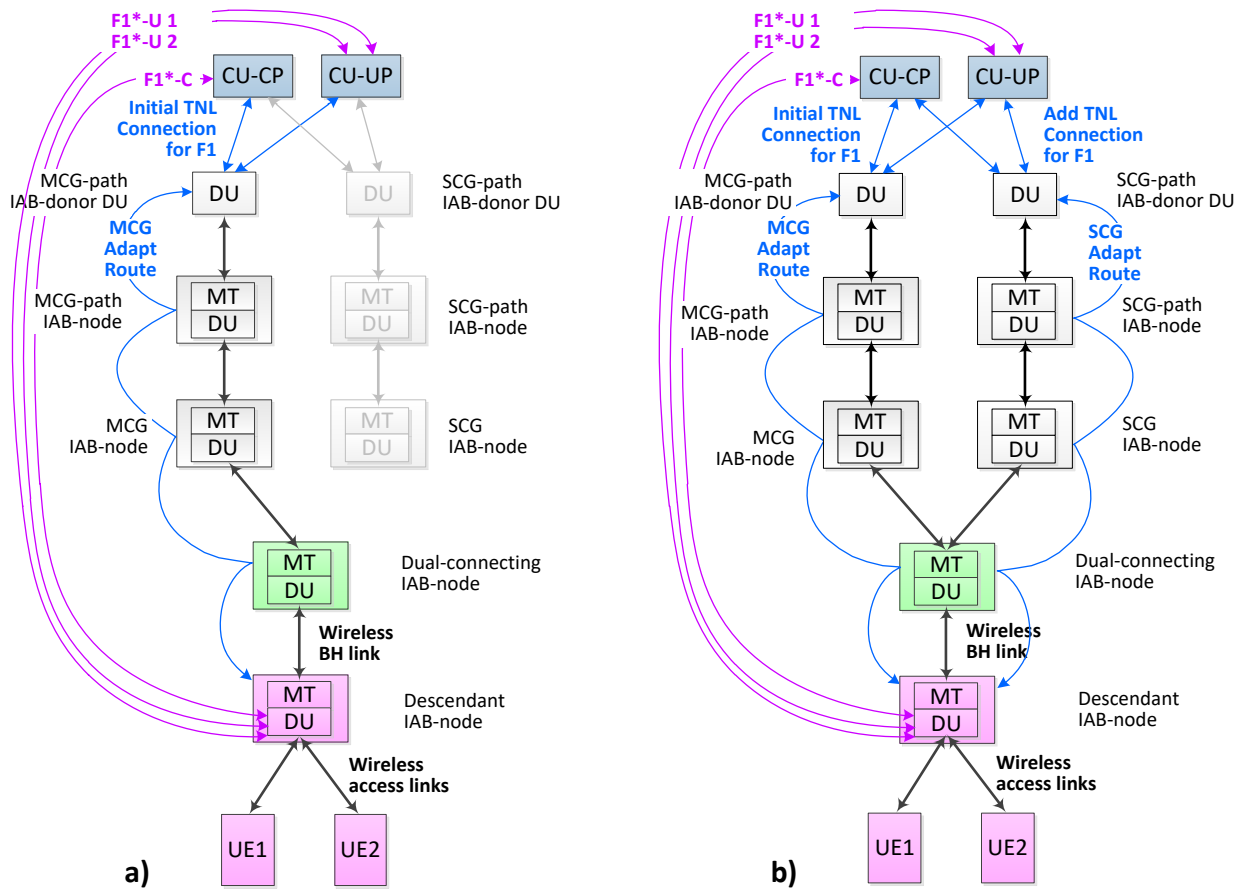 F1*-U 1
F1*-U 2
F1*-C
CU-CP
CU-UP
Initial TNL
Connection
for F1
MCG-path
IAB-donor DU
DU
DU
SCG-path
IAB-donor DU
MCG
Adapt
Route
MCG-path
IAB-node
MT
DU
MT
DU
SCG-path
IAB-node
MCG
IAB-node
MT
DU
MT
DU
SCG
IAB-node
MT
DU
Dual-connecting
IAB-node
Wireless
BH link
MT
DU
Descendant
IAB-node
Wireless
access links
UE1
UE2
a)
F1*-U 1
F1*-U 2
F1*-C
CU-CP
CU-UP
Initial TNL
Connection
for F1
Add TNL
Connection
for F1
MCG-path
IAB-donor DU
DU
DU
SCG-path
IAB-donor DU
MCG
Adapt
Route
SCG
Adapt
Route
MCG-path
IAB-node
MT
DU
MT
DU
SCG-path
IAB-node
MCG
IAB-node
MT
DU
MT
DU
SCG
IAB-node
MT
DU
Dual-connecting
IAB-node
Wireless
BH link
MT
DU
Descendant
IAB-node
Wireless
access links
UE1
UE2
b)